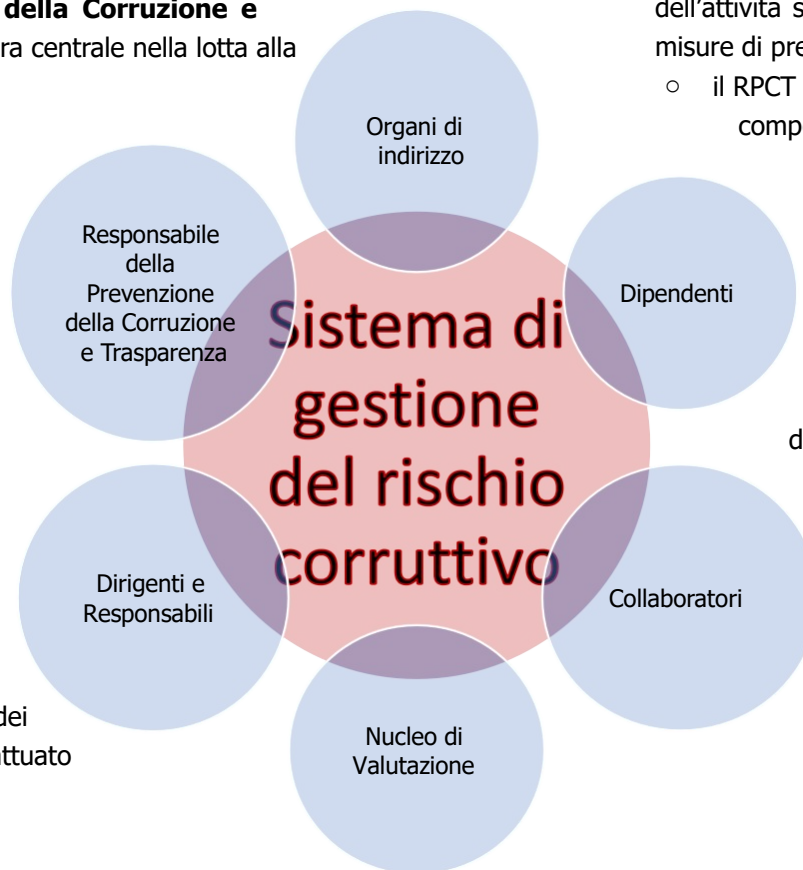 della Corruzione e
ra centrale nella lotta alla
dell'attività s
misure di pre
○ il RPCT
comp
Organi di
indirizzo
Responsabile
della
Prevenzione
della Corruzione
e Trasparenza
Dipendenti
Sistema di
gestione
del rischio
corruttivo
d
Dirigenti e
Responsabili
Collaboratori
dei
ttuato
Nucleo di
Valutazione